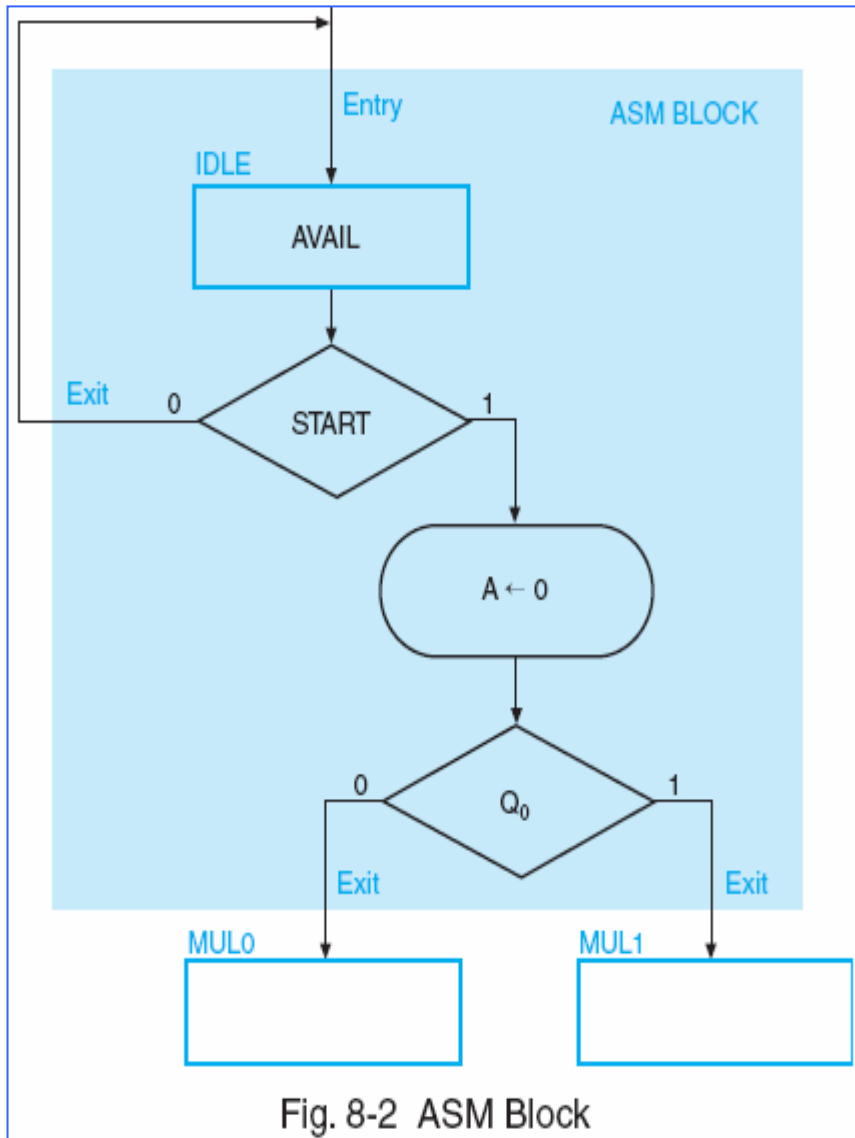 Entry
ASM BLOCK
IDLE
AVAIL
Exit
0
1
START
A ← 0
0
1
Q₀
Exit
Exit
MUL0
MUL1
Fig. 8-2 ASM Block